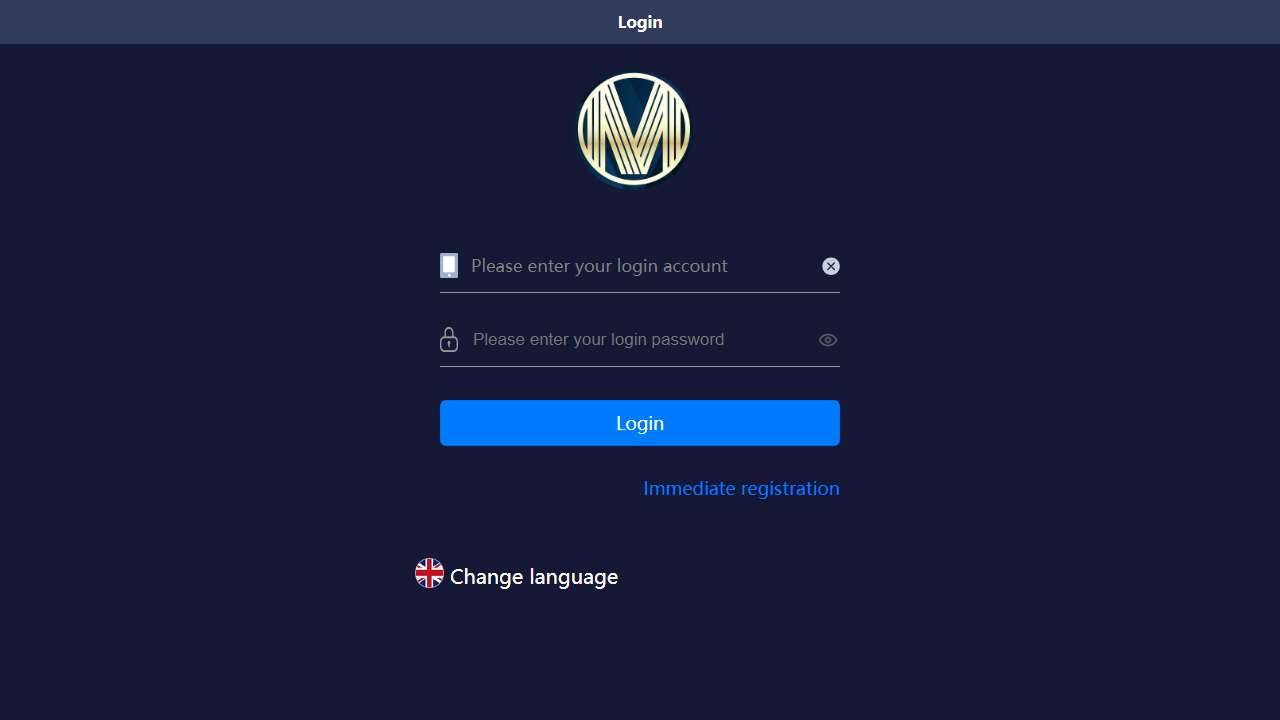 Login
M
Please enter your login account
Please enter your login password
Login
Immediate registration
Change language